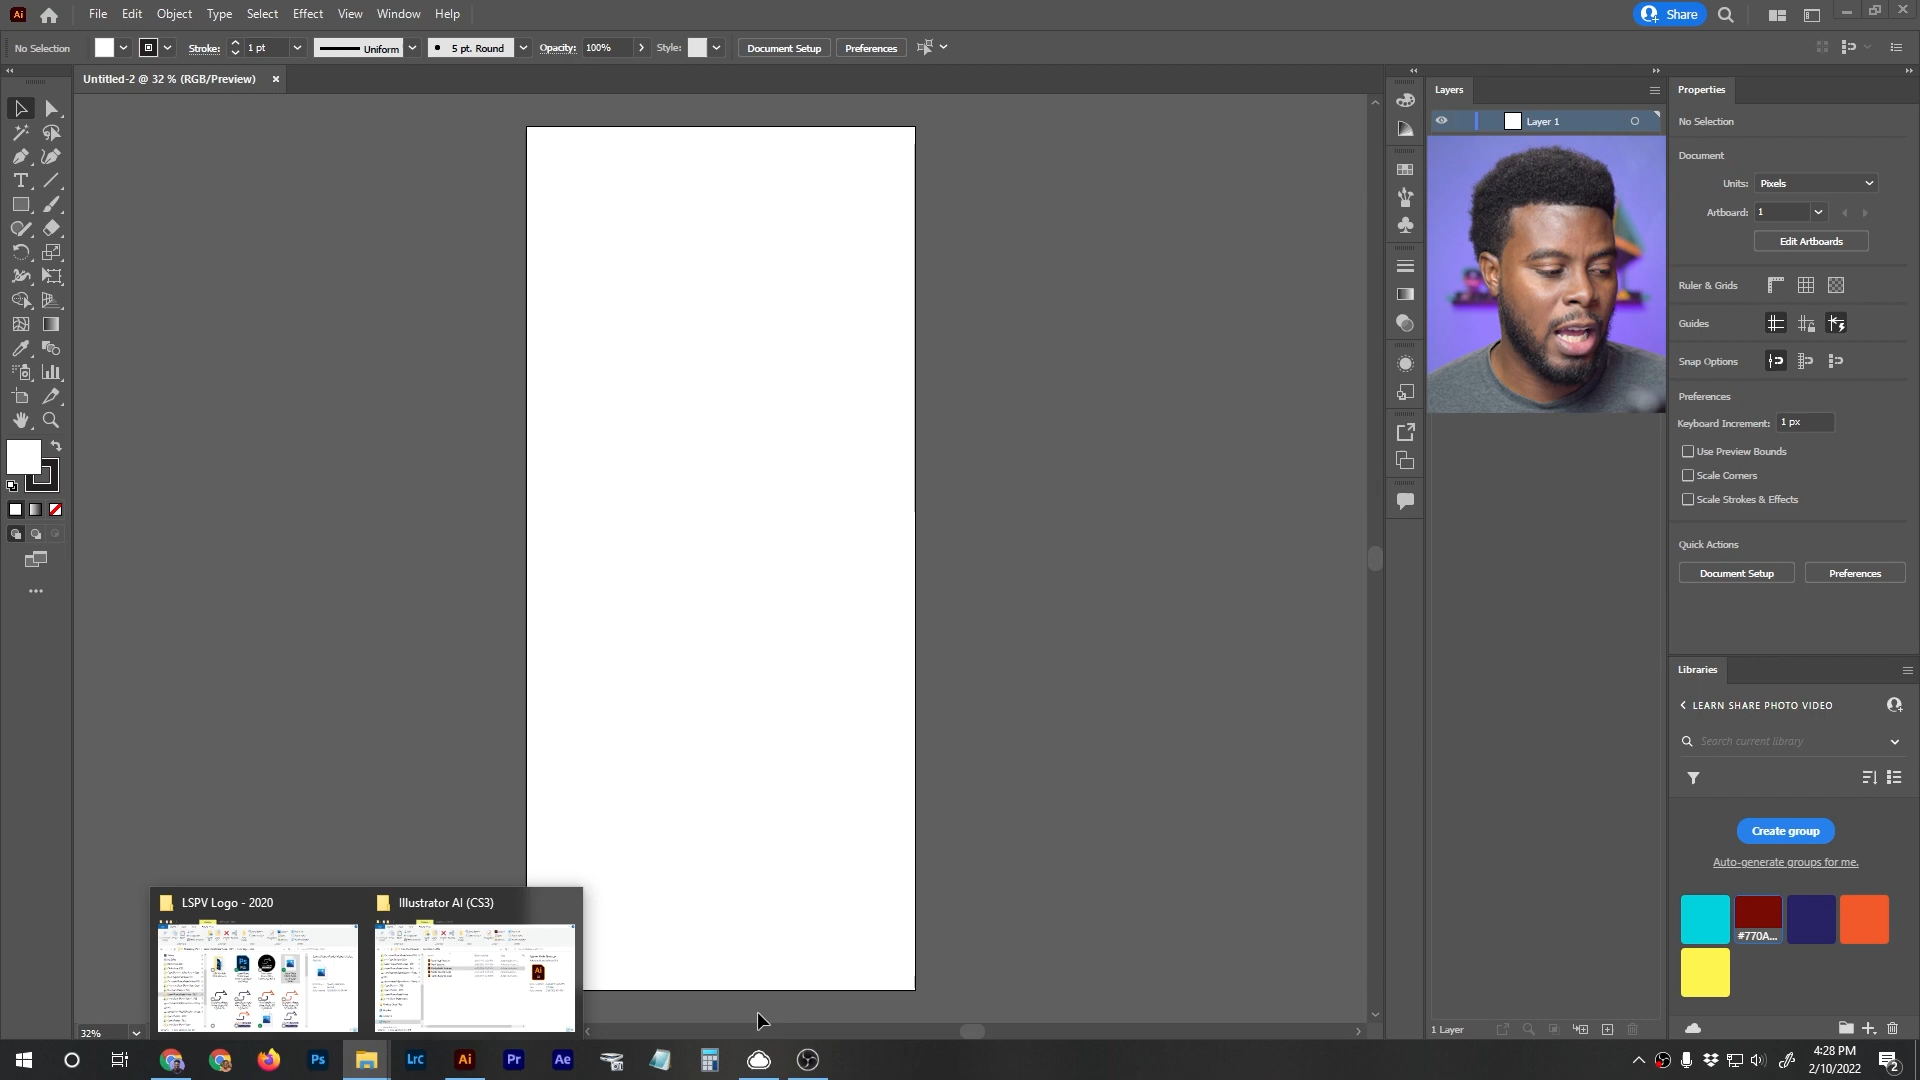 Ai File Edit Object Type Select Effect View Window Help Share
No Selection Stroke: 1 pt Uniform 5 pt. Round Opacity: 100% Style: Document Setup Preferences
Untitled-2 @ 32 % (RGB/Preview)
Layers
Layer 1
Properties
No Selection
Document
Units: Pixels
Artboard: 1
Edit Artboards
Ruler & Grids
Guides
Snap Options
Preferences
Keyboard Increment: 1 px
Use Preview Bounds
Scale Corners
Scale Strokes & Effects
Quick Actions
Document Setup Preferences
Libraries
LEARN SHARE PHOTO VIDEO
Search current library
Create group
Auto-generate groups for me.
#770A...
LSPV Logo - 2020 Illustrator AI (CS3)
32%
1 Layer
Ps Lrc Ai Pr Ae
4:28 PM
2/10/2022
2